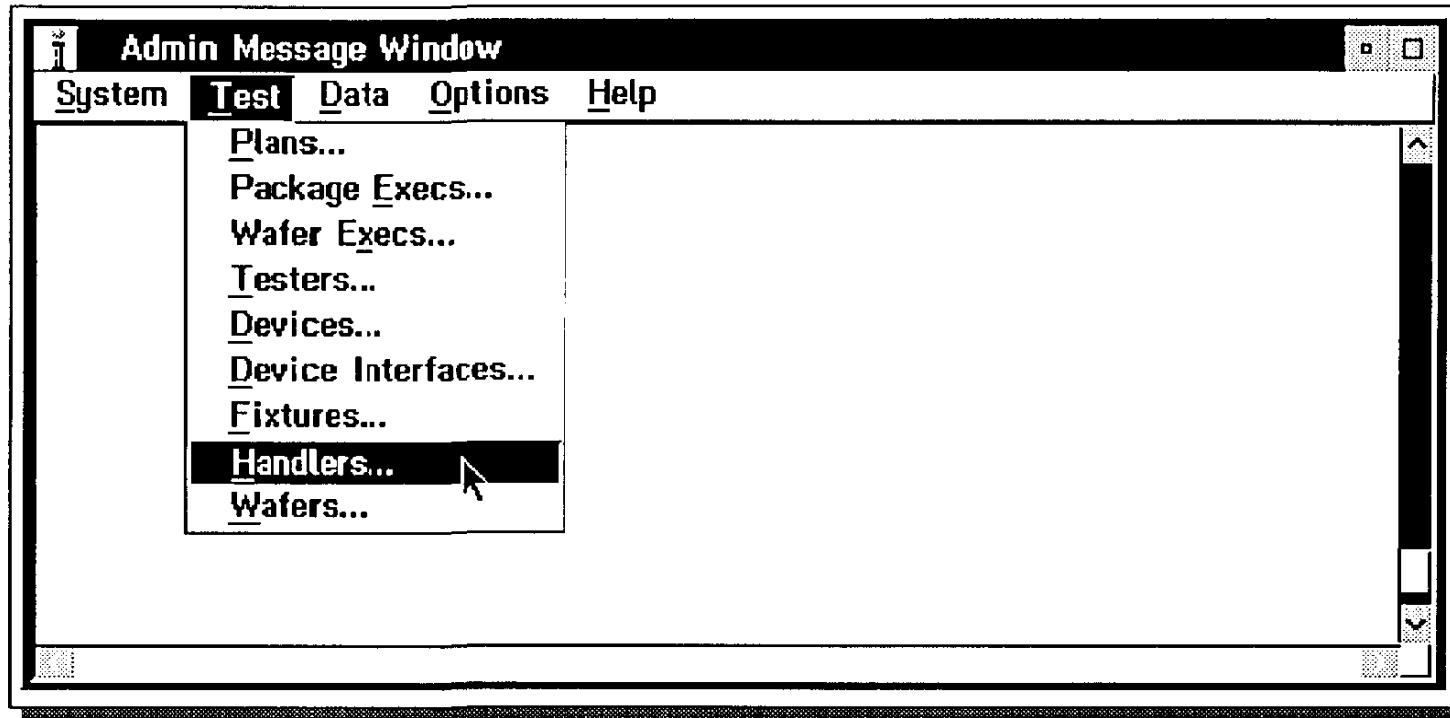 Admin Message Window
System Test Data Options Help
Plans...
Package Execs...
Wafer Execs...
Testers...
Devices...
Device Interfaces...
Fixtures...
Handlers...
Wafers...